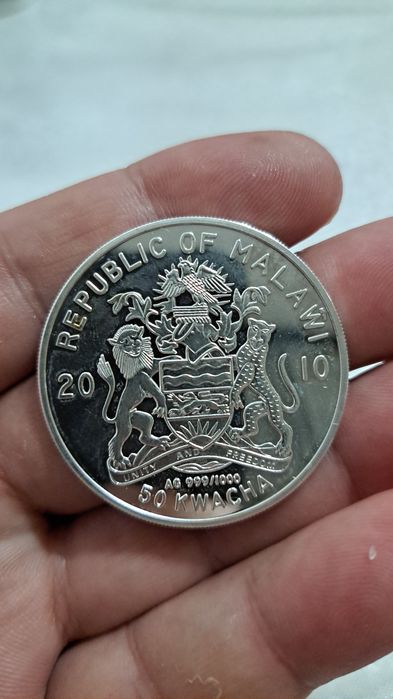 REPUBLIC OF MALAWI
20 10
UNITY AND FREEDOM
AG 999/1000
50 KWACHA